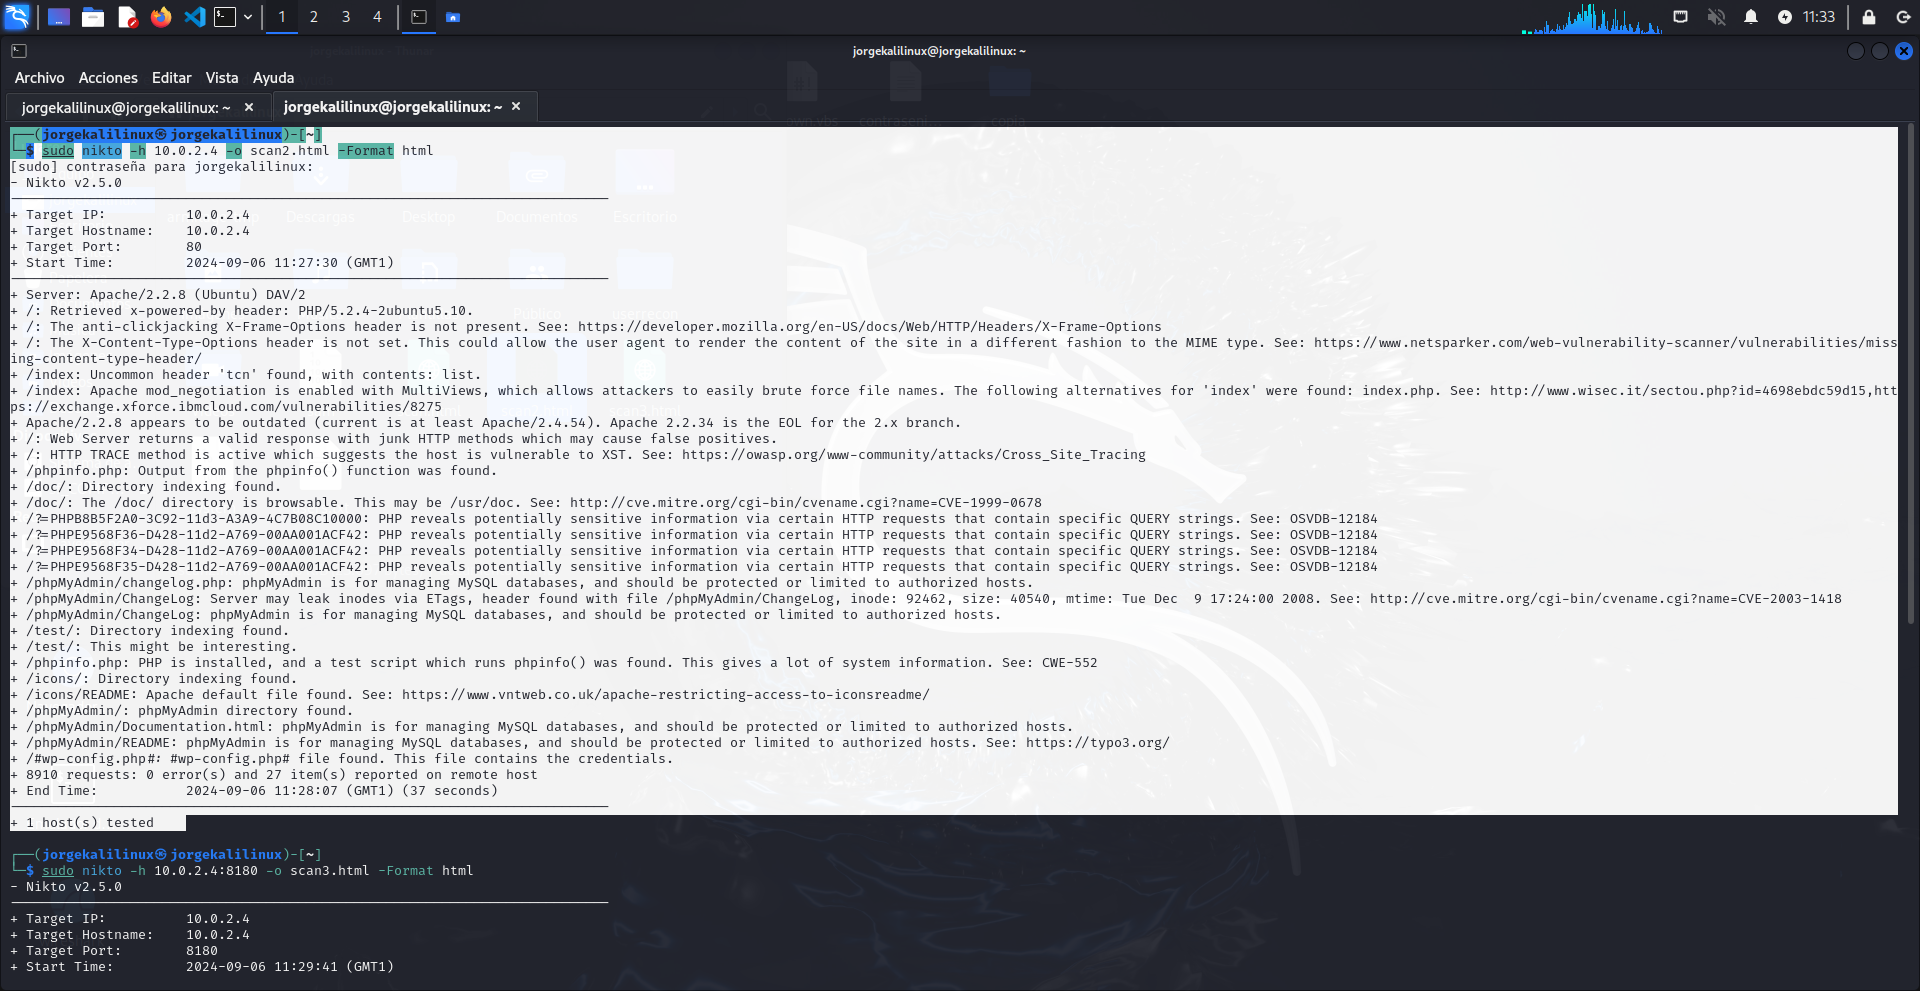 1 2 3 4 11:33
jorgekalilinux@jorgekalilinux: ~
Archivo Acciones Editar Vista Ayuda
jorgekalilinux@jorgekalilinux: ~ × jorgekalilinux@jorgekalilinux: ~ ×
┌──(jorgekalilinux㉿jorgekalilinux)-[~]
└─$ sudo nikto -h 10.0.2.4 -o scan2.html -Format html
[sudo] contraseña para jorgekalilinux:
- Nikto v2.5.0
+ Target IP: 10.0.2.4
+ Target Hostname: 10.0.2.4
+ Target Port: 80
+ Start Time: 2024-09-06 11:27:30 (GMT1)
+ Server: Apache/2.2.8 (Ubuntu) DAV/2
+ /: Retrieved x-powered-by header: PHP/5.2.4-2ubuntu5.10.
+ /: The anti-clickjacking X-Frame-Options header is not present. See: https://developer.mozilla.org/en-US/docs/Web/HTTP/Headers/X-Frame-Options
+ /: The X-Content-Type-Options header is not set. This could allow the user agent to render the content of the site in a different fashion to the MIME type. See: https://www.netsparker.com/web-vulnerability-scanner/vulnerabilities/miss
ing-content-type-header/
+ /index: Uncommon header 'tcn' found, with contents: list.
+ /index: Apache mod_negotiation is enabled with MultiViews, which allows attackers to easily brute force file names. The following alternatives for 'index' were found: index.php. See: http://www.wisec.it/sectou.php?id=4698ebdc59d15,htt
ps://exchange.xforce.ibmcloud.com/vulnerabilities/8275
+ Apache/2.2.8 appears to be outdated (current is at least Apache/2.4.54). Apache 2.2.34 is the EOL for the 2.x branch.
+ /: Web Server returns a valid response with junk HTTP methods which may cause false positives.
+ /: HTTP TRACE method is active which suggests the host is vulnerable to XST. See: https://owasp.org/www-community/attacks/Cross_Site_Tracing
+ /phpinfo.php: Output from the phpinfo() function was found.
+ /doc/: Directory indexing found.
+ /doc/: The /doc/ directory is browsable. This may be /usr/doc. See: http://cve.mitre.org/cgi-bin/cvename.cgi?name=CVE-1999-0678
+ /?=PHPB8B5F2A0-3C92-11d3-A3A9-4C7B08C10000: PHP reveals potentially sensitive information via certain HTTP requests that contain specific QUERY strings. See: OSVDB-12184
+ /?=PHPE9568F36-D428-11d2-A769-00AA001ACF42: PHP reveals potentially sensitive information via certain HTTP requests that contain specific QUERY strings. See: OSVDB-12184
+ /?=PHPE9568F34-D428-11d2-A769-00AA001ACF42: PHP reveals potentially sensitive information via certain HTTP requests that contain specific QUERY strings. See: OSVDB-12184
+ /?=PHPE9568F35-D428-11d2-A769-00AA001ACF42: PHP reveals potentially sensitive information via certain HTTP requests that contain specific QUERY strings. See: OSVDB-12184
+ /phpMyAdmin/changelog.php: phpMyAdmin is for managing MySQL databases, and should be protected or limited to authorized hosts.
+ /phpMyAdmin/ChangeLog: Server may leak inodes via ETags, header found with file /phpMyAdmin/ChangeLog, inode: 92462, size: 40540, mtime: Tue Dec  9 17:24:00 2008. See: http://cve.mitre.org/cgi-bin/cvename.cgi?name=CVE-2003-1418
+ /phpMyAdmin/ChangeLog: phpMyAdmin is for managing MySQL databases, and should be protected or limited to authorized hosts.
+ /test/: Directory indexing found.
+ /test/: This might be interesting.
+ /phpinfo.php: PHP is installed, and a test script which runs phpinfo() was found. This gives a lot of system information. See: CWE-552
+ /icons/: Directory indexing found.
+ /icons/README: Apache default file found. See: https://www.vntweb.co.uk/apache-restricting-access-to-iconsreadme/
+ /phpMyAdmin/: phpMyAdmin directory found.
+ /phpMyAdmin/Documentation.html: phpMyAdmin is for managing MySQL databases, and should be protected or limited to authorized hosts.
+ /phpMyAdmin/README: phpMyAdmin is for managing MySQL databases, and should be protected or limited to authorized hosts. See: https://typo3.org/
+ /#wp-config.php#: #wp-config.php# file found. This file contains the credentials.
+ 8910 requests: 0 error(s) and 27 item(s) reported on remote host
+ End Time: 2024-09-06 11:28:07 (GMT1) (37 seconds)
+ 1 host(s) tested
┌──(jorgekalilinux㉿jorgekalilinux)-[~]
└─$ sudo nikto -h 10.0.2.4:8180 -o scan3.html -Format html
- Nikto v2.5.0
+ Target IP: 10.0.2.4
+ Target Hostname: 10.0.2.4
+ Target Port: 8180
+ Start Time: 2024-09-06 11:29:41 (GMT1)